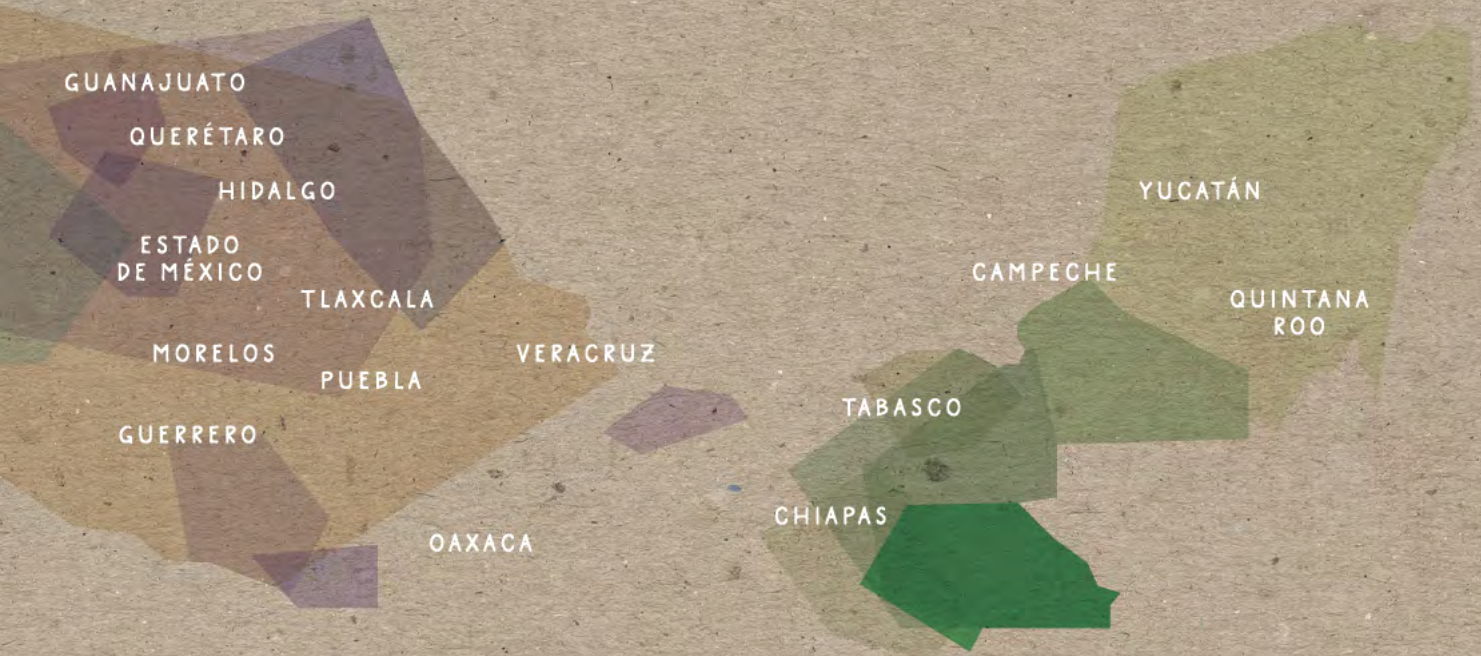 GUANAJUATO
QUERÉTARO
HIDALGO
YUCATÁN
ESTADO
DE MÉXICO
CAMPECHE
TLAXCALA
QUINTANA
ROO
MORELOS
VERACRUZ
PUEBLA
TABASCO
GUERRERO
CHIAPAS
OAXACA